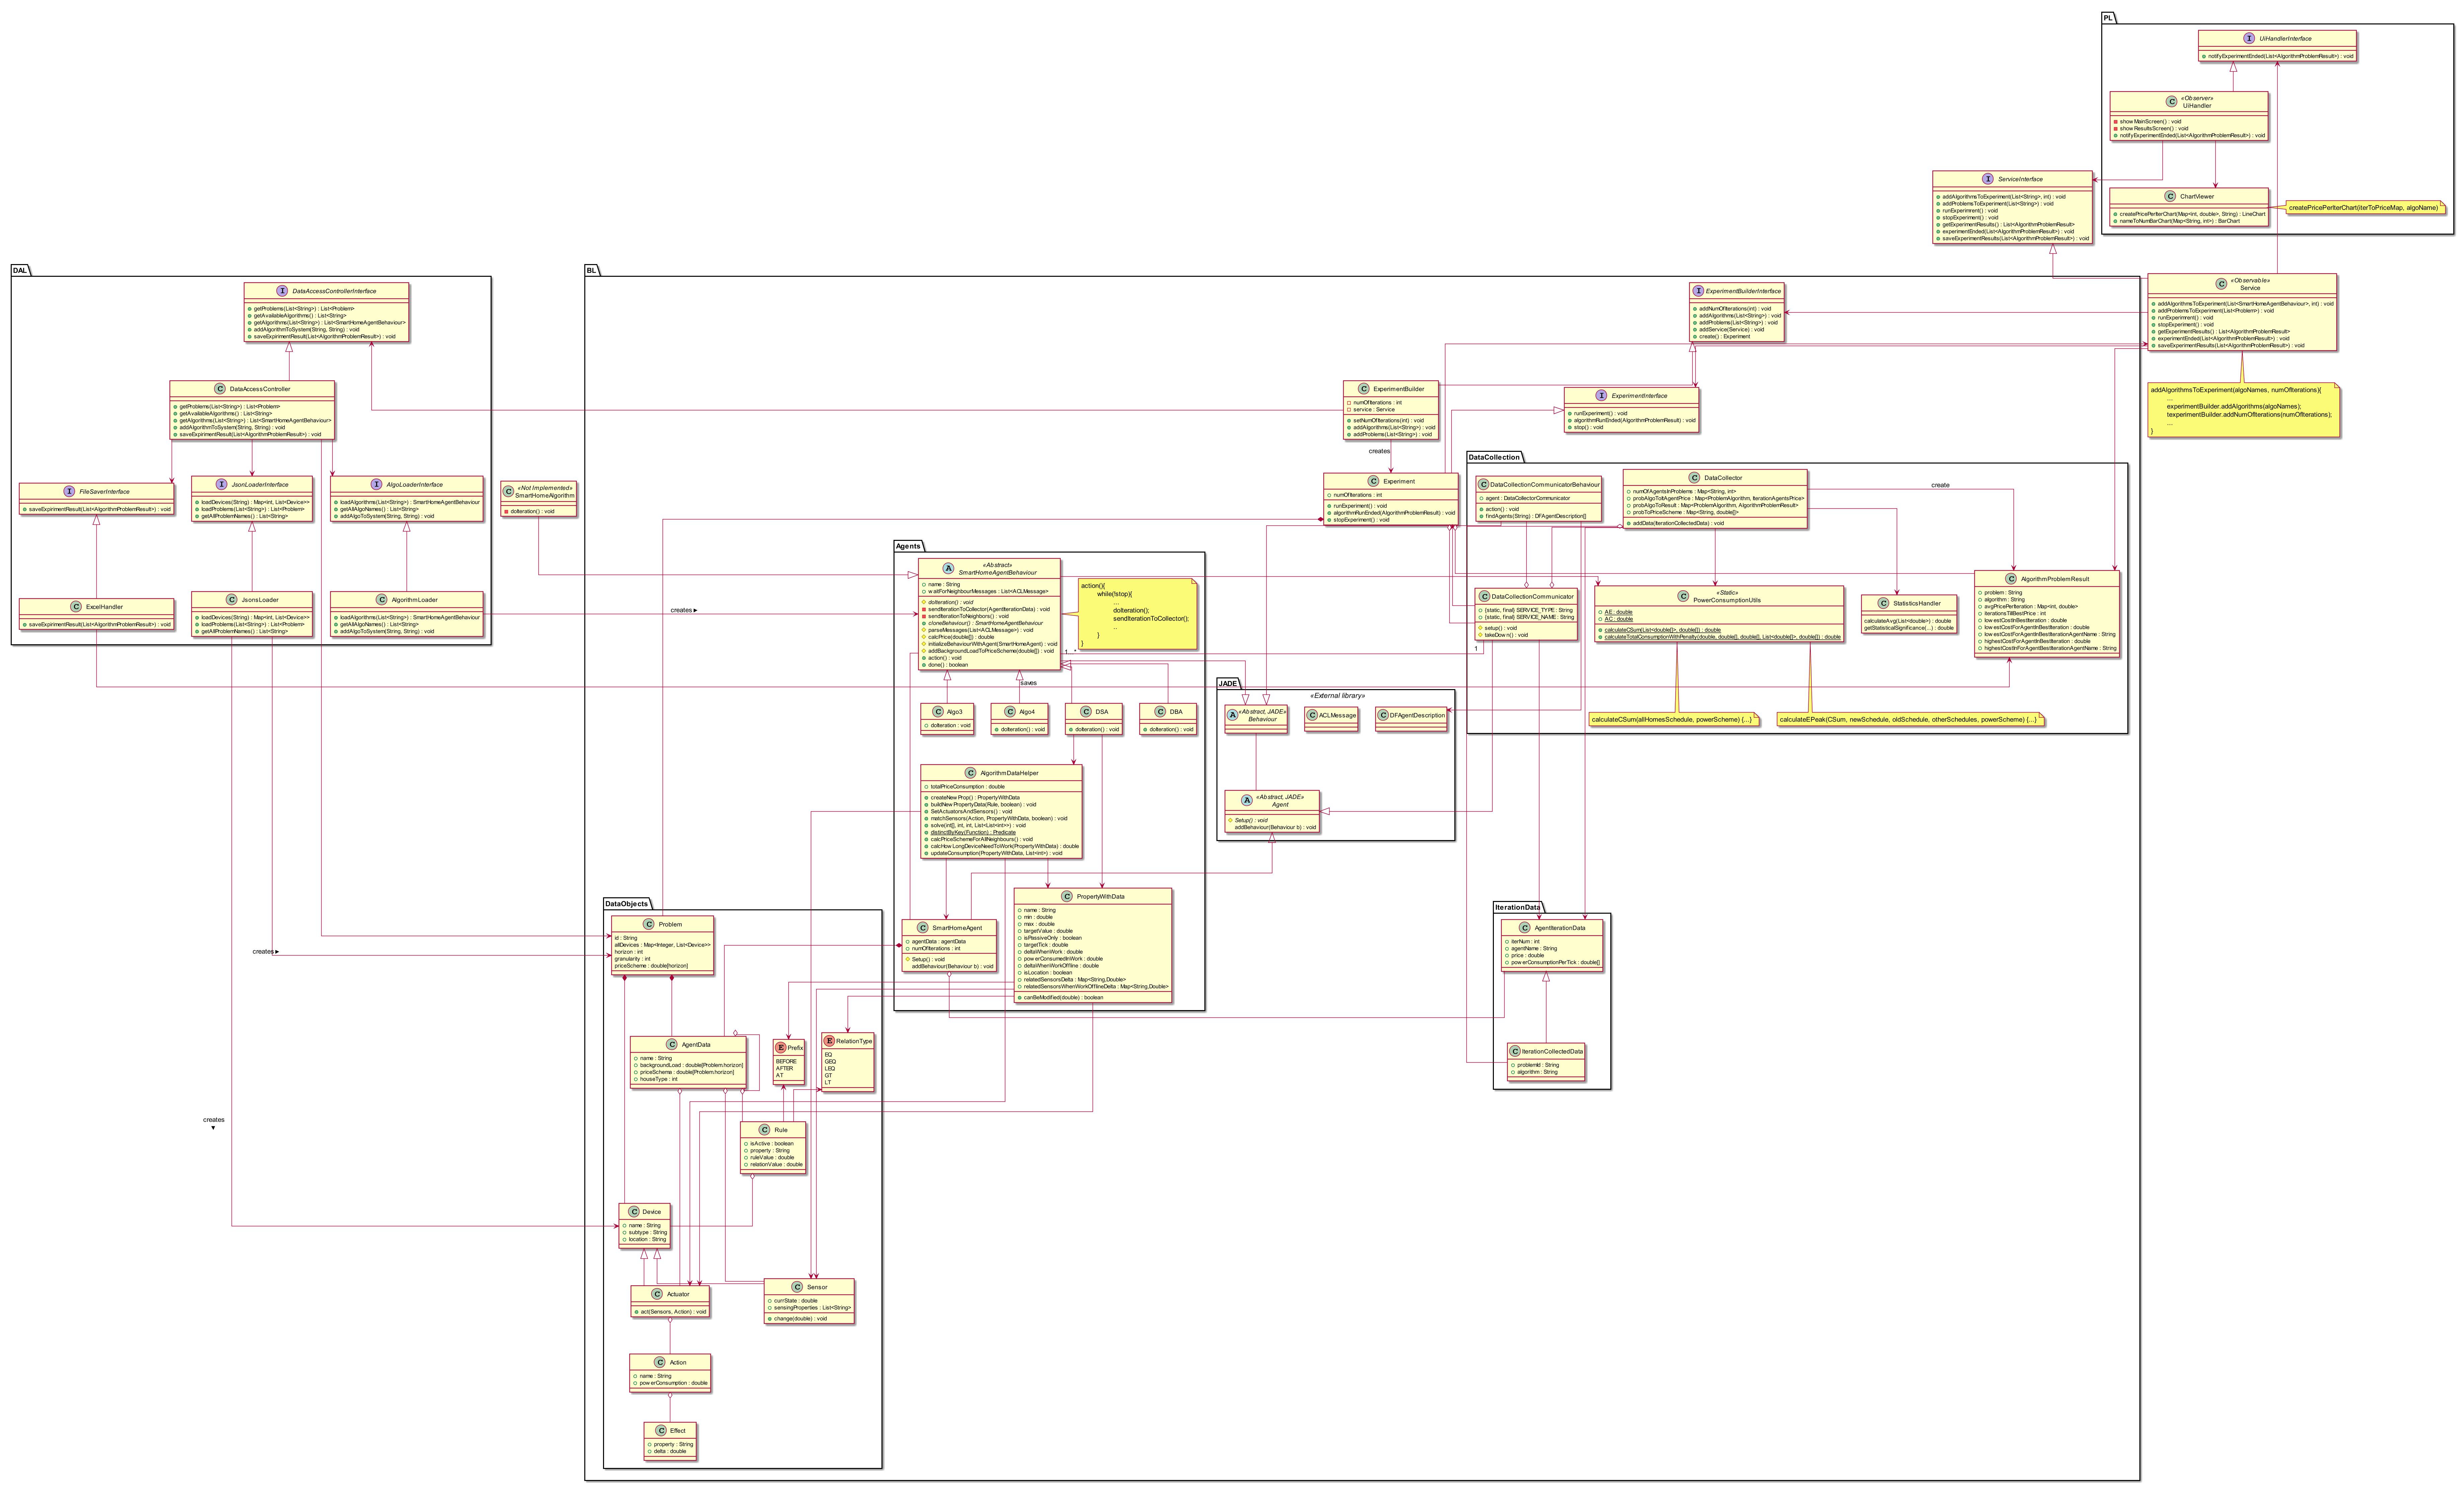 PL
I UiHandlerInterface
notifyExperimentEnded(List<AlgorithmProblemResult>) : void
C «Observer»
UiHandler
showMainScreen() : void
showResultsScreen() : void
notifyExperimentEnded(List<AlgorithmProblemResult>) : void
C ChartViewer
createPricePerIterChart(Map<int, double>, String) : LineChart
nameToNumBarChart(Map<String, int>) : BarChart
createPricePerIterChart(iterToPriceMap, algoName)
I ServiceInterface
addAlgorithmsToExperiment(List<String>, int) : void
addProblemsToExperiment(List<String>) : void
runExperimrent() : void
stopExperiment() : void
getExperimentResults() : List<AlgorithmProblemResult>
experimentEnded(List<AlgorithmProblemResult>) : void
saveExperimentResults(List<AlgorithmProblemResult>) : void
C «Observable»
Service
addAlgorithmsToExperiment(List<SmartHomeAgentBehaviour>, int) : void
addProblemsToExperiment(List<Problem>) : void
runExperimrent() : void
stopExperiment() : void
getExperimentResults() : List<AlgorithmProblemResult>
experimentEnded(List<AlgorithmProblemResult>) : void
saveExperimentResults(List<AlgorithmProblemResult>) : void
addAlgorithmsToExperiment(algoNames, numOfIterations){
...
experimentBuilder.addAlgorithms(algoNames);
texperimentBuilder.addNumOfIterations(numOfIterations);
...
}
DAL
I DataAccessControllerInterface
getProblems(List<String>) : List<Problem>
getAvailableAlgorithms() : List<String>
getAlgorithms(List<String>) : List<SmartHomeAgentBehaviour>
addAlgorithmToSystem(String, String) : void
saveExpirimentResult(List<AlgorithmProblemResult>) : void
C DataAccessController
getProblems(List<String>) : List<Problem>
getAvailableAlgorithms() : List<String>
getAlgorithms(List<String>) : List<SmartHomeAgentBehaviour>
addAlgorithmToSystem(String, String) : void
saveExpirimentResult(List<AlgorithmProblemResult>) : void
I FileSaverInterface
saveExpirimentResult(List<AlgorithmProblemResult>) : void
I JsonLoaderInterface
loadDevices(String) : Map<int, List<Device>>
loadProblems(List<String>) : List<Problem>
getAllProblemNames() : List<String>
I AlgoLoaderInterface
loadAlgorithms(List<String>) : SmartHomeAgentBehaviour
getAllAlgoNames() : List<String>
addAlgoToSystem(String, String) : void
C ExcelHandler
saveExpirimentResult(List<AlgorithmProblemResult>) : void
C JsonsLoader
loadDevices(String) : Map<int, List<Device>>
loadProblems(List<String>) : List<Problem>
getAllProblemNames() : List<String>
C AlgorithmLoader
loadAlgorithms(List<String>) : SmartHomeAgentBehaviour
getAllAlgoNames() : List<String>
addAlgoToSystem(String, String) : void
C «Not Implemented»
SmartHomeAlgorithm
doIteration() : void
BL
I ExperimentBuilderInterface
addNumOfIterations(int) : void
addAlgorithms(List<String>) : void
addProblems(List<String>) : void
addService(Service) : void
create() : Experiment
C ExperimentBuilder
numOfIterations : int
service : Service
setNumOfIterations(int) : void
addAlgorithms(List<String>) : void
addProblems(List<String>) : void
creates
I ExperimentInterface
runExperiment() : void
algorithmRunEnded(AlgorithmProblemResult) : void
stop() : void
C Experiment
numOfIterations : int
runExperiment() : void
algorithmRunEnded(AlgorithmProblemResult) : void
stopExperiment() : void
DataCollection
C DataCollectionCommunicatorBehaviour
agent : DataCollectorCommunicator
action() : void
findAgents(String) : DFAgentDescription[]
C DataCollector
numOfAgentsInProblems : Map<String, int>
probAlgoToItAgentPrice : Map<ProblemAlgorithm, IterationAgentsPrice>
probAlgoToResult : Map<ProblemAlgorithm, AlgorithmProblemResult>
probToPriceScheme : Map<String, double[]>
addData(IterationCollectedData) : void
create
C DataCollectionCommunicator
{static, final} SERVICE_TYPE : String
{static, final} SERVICE_NAME : String
setup() : void
takeDown() : void
C «Static»
PowerConsumptionUtils
AE : double
AC : double
calculateCSum(List<double[]>, double[]) : double
calculateTotalConsumptionWithPenalty(double, double[], double[], List<double[]>, double[]) : double
C StatisticsHandler
calculateAvg(List<double>) : double
getStatisticalSignificance(...) : double
C AlgorithmProblemResult
problem : String
algorithm : String
avgPricePerIteration : Map<int, double>
iterationsTillBestPrice : int
lowestCostInBestIteration : double
lowestCostForAgentInBestIteration : double
lowestCostForAgentInBestIterationAgentName : String
highestCostForAgentInBestIteration : double
highestCostInForAgentBestIterationAgentName : String
calculateCSum(allHomesSchedule, powerScheme) {...}
calculateEPeak(CSum, newSchedule, oldSchedule, otherSchedules, powerScheme) {...}
Agents
A «Abstract»
SmartHomeAgentBehaviour
name : String
waitForNeighbourMessages : List<ACLMessage>
doIteration() : void
sendIterationToCollector(AgentIterationData) : void
sendIterationToNeighbors() : void
cloneBehaviour() : SmartHomeAgentBehaviour
parseMessages(List<ACLMessage>) : void
calcPrice(double[]) : double
initializeBehaviourWithAgent(SmartHomeAgent) : void
addBackgroundLoadToPriceScheme(double[]) : void
action() : void
done() : boolean
action(){
while(!stop){
...
doIteration();
sendIterationToCollector();
..
}
}
creates ►
1...*
1
saves
C Algo3
doIteration : void
C Algo4
doIteration() : void
C DSA
doIteration() : void
C DBA
doIteration() : void
C AlgorithmDataHelper
totalPriceConsumption : double
createNewProp() : PropertyWithData
buildNewPropertyData(Rule, boolean) : void
SetActuatorsAndSensors() : void
matchSensors(Action, PropertyWithData, boolean) : void
solve(int[], int, int, List<List<int>>) : void
distinctByKey(Function) : Predicate
calcPriceSchemeForAllNeighbours() : void
calcHowLongDeviceNeedToWork(PropertyWithData) : double
updateConsumption(PropertyWithData, List<int>) : void
C SmartHomeAgent
agentData : agentData
numOfIterations : int
Setup() : void
addBehaviour(Behaviour b) : void
C PropertyWithData
name : String
min : double
max : double
targetValue : double
isPassiveOnly : boolean
targetTick : double
deltaWhenWork : double
powerConsumedInWork : double
deltaWhenWorkOffline : double
isLocation : boolean
relatedSensorsDelta : Map<String,Double>
relatedSensorsWhenWorkOfflineDelta : Map<String,Double>
canBeModified(double) : boolean
JADE
«External library»
A «Abstract, JADE»
Behaviour
C ACLMessage
C DFAgentDescription
A «Abstract, JADE»
Agent
Setup() : void
addBehaviour(Behaviour b) : void
DataObjects
C Problem
id : String
allDevices : Map<Integer, List<Device>>
horizon : int
granularity : int
priceScheme : double[horizon]
creates ►
C AgentData
name : String
backgroundLoad : double[Problem.horizon]
priceScheme : double[Problem.horizon]
houseType : int
E Prefix
BEFORE
AFTER
AT
E RelationType
EQ
GEQ
LEQ
GT
LT
C Rule
isActive : boolean
property : String
ruleValue : double
relationValue : double
creates
▼
C Device
name : String
subtype : String
location : String
C Actuator
act(Sensors, Action) : void
C Sensor
currState : double
sensingProperties : List<String>
change(double) : void
C Action
name : String
powerConsumption : double
C Effect
property : String
delta : double
IterationData
C AgentIterationData
iterNum : int
agentName : String
price : double
powerConsumptionPerTick : double[]
C IterationCollectedData
problemId : String
algorithm : String